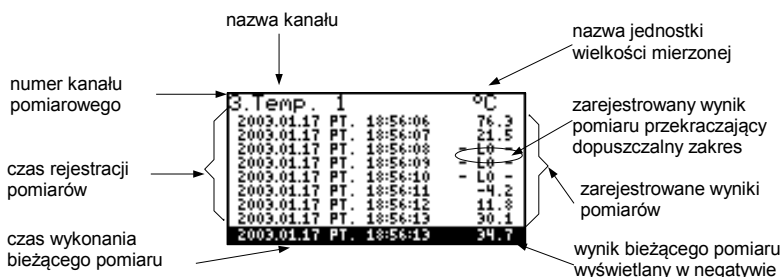 nazwa kanału
nazwa jednostki
wielkości mierzonej
numer kanału
pomiarowego
3.Temp. 1 °C
2003.01.17 PT. 18:56:06 76.3
2003.01.17 PT. 18:56:07 21.5
2003.01.17 PT. 18:56:08 - LO -
2003.01.17 PT. 18:56:09 - LO -
2003.01.17 PT. 18:56:10 - LO -
2003.01.17 PT. 18:56:11 -4.2
2003.01.17 PT. 18:56:12 11.8
2003.01.17 PT. 18:56:13 30.1
2003.01.17 PT. 18:56:13 34.7
zarejestrowany wynik
pomiaru przekraczający
dopuszczalny zakres
czas rejestracji
pomiarów
zarejestrowane wyniki
pomiarów
czas wykonania
bieżącego pomiaru
wynik bieżącego pomiaru
wyświetlany w negatywie